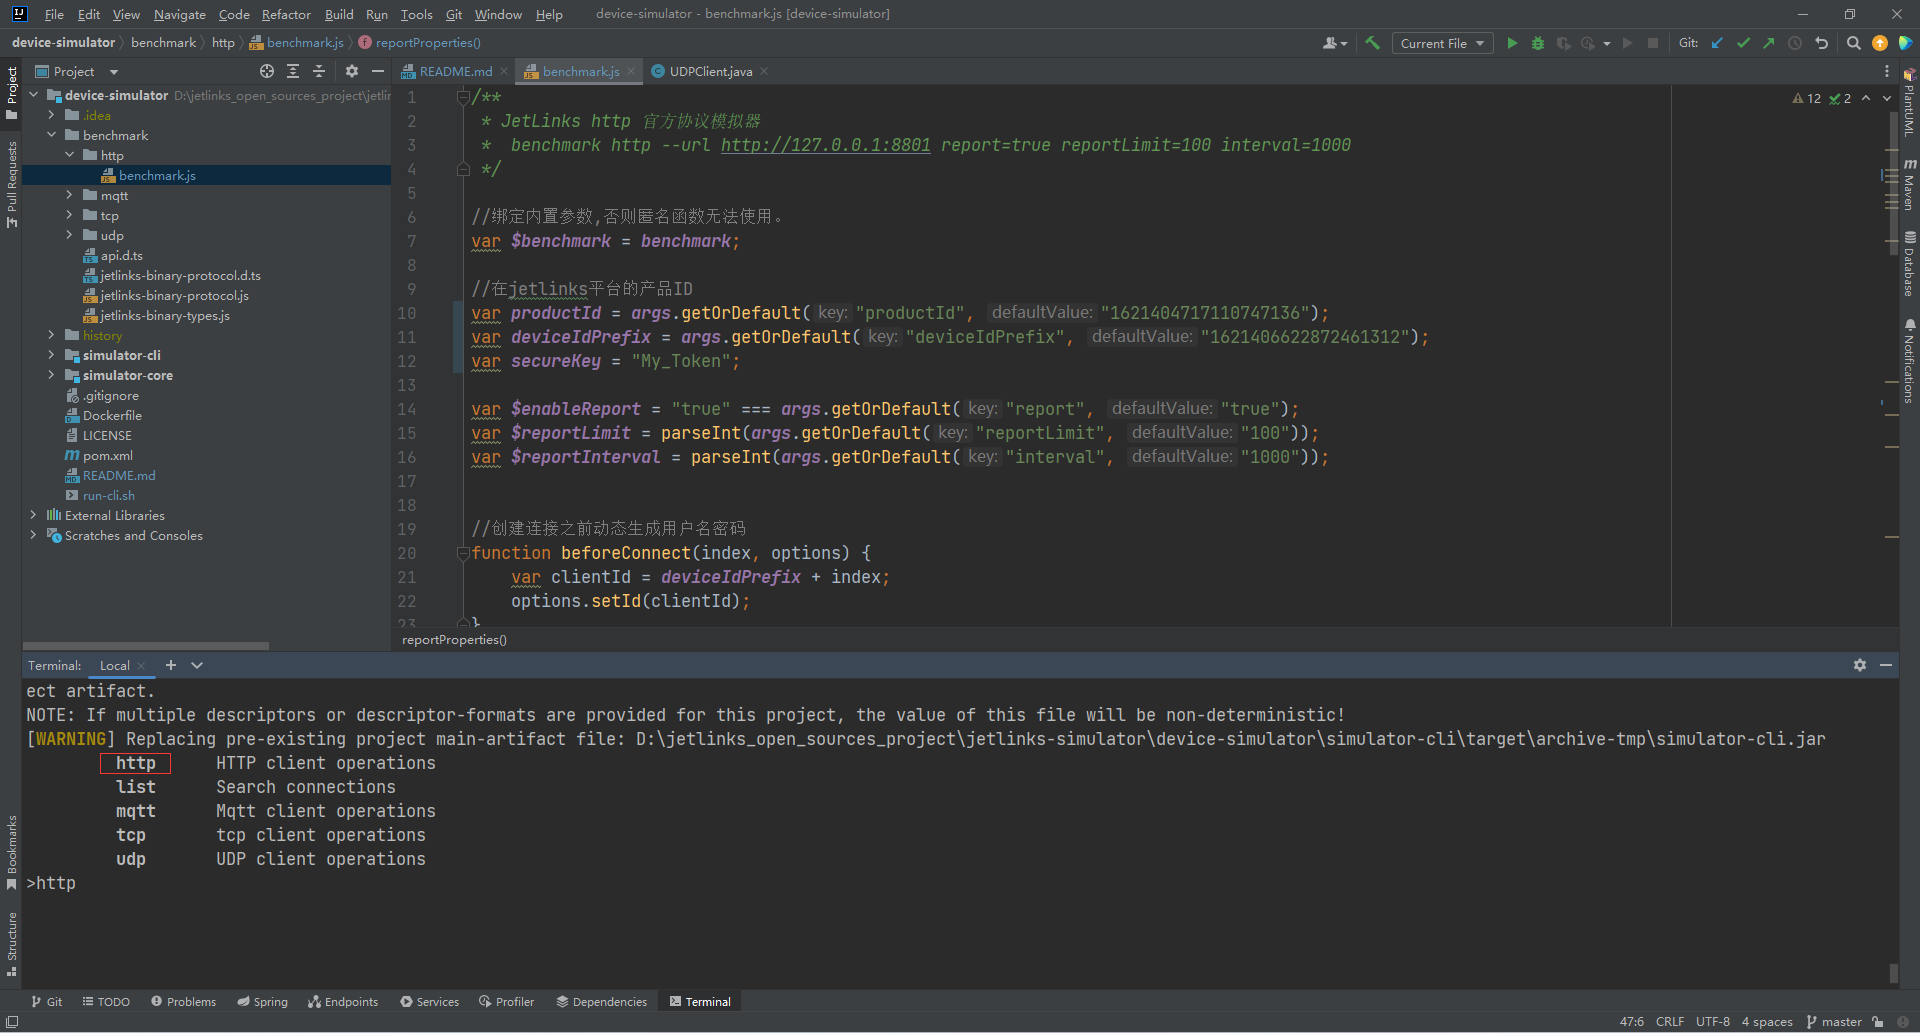 File Edit View Navigate Code Refactor Build Run Tools Git Window Help device-simulator - benchmark.js [device-simulator]
device-simulator benchmark http benchmark.js reportProperties()
Current File Git:
Project
README.md benchmark.js UDPClient.java
device-simulator D:\jetlinks_open_sources_project\jetlin
.idea
benchmark
http
benchmark.js
mqtt
tcp
udp
api.d.ts
jetlinks-binary-protocol.d.ts
jetlinks-binary-protocol.js
jetlinks-binary-types.js
history
simulator-cli
simulator-core
.gitignore
Dockerfile
LICENSE
pom.xml
README.md
run-cli.sh
External Libraries
Scratches and Consoles
12 2
1 /**
2 * JetLinks http 官方协议模拟器
3 * benchmark http --url http://127.0.0.1:8801 report=true reportLimit=100 interval=1000
4 */
5
6 //绑定内置参数,否则匿名函数无法使用。
7 var $benchmark = benchmark;
8
9 //在jetlinks平台的产品ID
10 var productId = args.getOrDefault( key: "productId", defaultValue: "1621404717110747136");
11 var deviceIdPrefix = args.getOrDefault( key: "deviceIdPrefix", defaultValue: "1621406622872461312");
12 var secureKey = "My_Token";
13
14 var $enableReport = "true" === args.getOrDefault( key: "report", defaultValue: "true");
15 var $reportLimit = parseInt(args.getOrDefault( key: "reportLimit", defaultValue: "100"));
16 var $reportInterval = parseInt(args.getOrDefault( key: "interval", defaultValue: "1000"));
17
18
19 //创建连接之前动态生成用户名密码
20 function beforeConnect(index, options) {
21 var clientId = deviceIdPrefix + index;
22 options.setId(clientId);
23 }
reportProperties()
Project
Pull Requests
Bookmarks
Structure
PlantUML
Maven
Database
Notifications
Terminal: Local
ect artifact.
NOTE: If multiple descriptors or descriptor-formats are provided for this project, the value of this file will be non-deterministic!
[WARNING] Replacing pre-existing project main-artifact file: D:\jetlinks_open_sources_project\jetlinks-simulator\device-simulator\simulator-cli\target\archive-tmp\simulator-cli.jar
http HTTP client operations
list Search connections
mqtt Mqtt client operations
tcp tcp client operations
udp UDP client operations
>http
Git TODO Problems Spring Endpoints Services Profiler Dependencies Terminal
47:6 CRLF UTF-8 4 spaces master